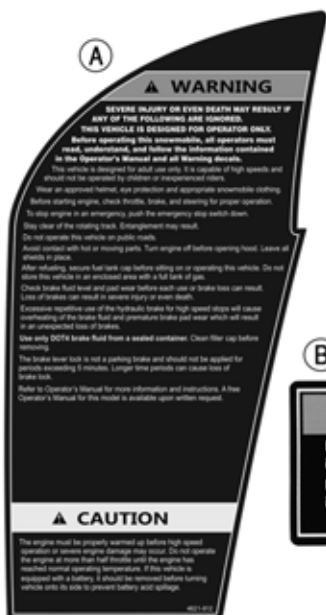 A
WARNING
SEVERE INJURY OR EVEN DEATH MAY RESULT IF
ANY OF THE FOLLOWING ARE IGNORED.
THIS VEHICLE IS DESIGNED FOR OPERATOR ONLY.
Before operating this snowmobile, all operators must
read, understand, and follow the information contained
in the Operator's Manual and all Warning decals.
This vehicle is designed for adult use only. It is capable of high speeds and
should not be operated by children or inexperienced riders.
Wear an approved helmet, eye protection and appropriate snowmobile clothing.
Before starting engine, check throttle, brake, and steering for proper operation.
To stop engine in an emergency, push the emergency stop switch down.
Stay clear of the rotating track. Entanglement may result.
Do not operate this vehicle on public roads.
Avoid contact with hot or moving parts. Turn engine off before opening hood. Leave all
shields in place.
After refueling, secure fuel tank cap before sitting on or operating this vehicle. Do not
store this vehicle in an enclosed area with a full tank of gas.
Check brake fluid level and pad wear before each use or brake loss can result.
Loss of brakes can result in severe injury or even death.
Excessive repetitive use of the hydraulic brake for high speed stops will cause
overheating of the brake fluid and premature brake pad wear which will result
in an unexpected loss of brakes.
Use only DOT4 brake fluid from a sealed container. Clean filler cap before
removing.
The brake lever lock is not a parking brake and should not be applied for
periods exceeding 5 minutes. Longer time periods can cause loss of
brake lock.
Refer to Operator's Manual for more information and instructions. A free
Operator's Manual for this model is available upon written request.
B
CAUTION
The engine must be properly warmed up before high speed
operation or severe engine damage may occur. Do not operate
the engine at more than half throttle until the engine has
reached normal operating temperature. If this vehicle is
equipped with a battery, it should be removed before turning
vehicle onto its side to prevent battery acid spillage.